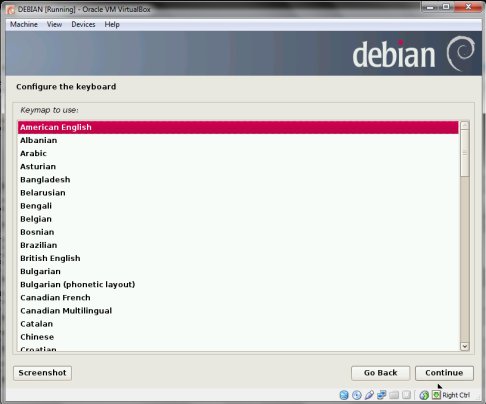 DEBIAN [Running] - Oracle VM VirtualBox
Machine View Devices Help
debian
Configure the keyboard
Keymap to use:
American English
Albanian
Arabic
Asturian
Bangladesh
Belarusian
Bengali
Belgian
Bosnian
Brazilian
British English
Bulgarian
Bulgarian (phonetic layout)
Canadian French
Canadian Multilingual
Catalan
Chinese
Croatian
Screenshot Go Back Continue
Right Ctrl